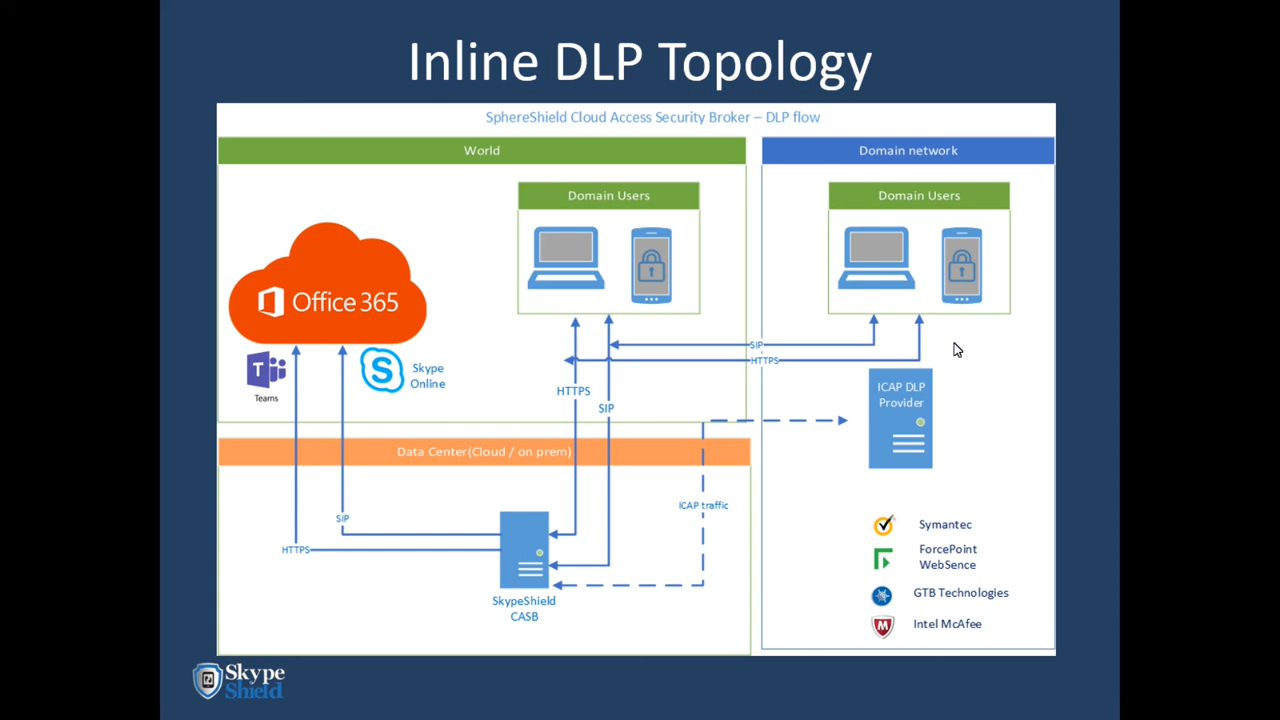 Inline DLP Topology
SphereShield Cloud Access Security Broker – DLP flow
World
Domain network
Domain Users
Domain Users
Office 365
Teams
Skype
Online
SIP
HTTPS
HTTPS
SIP
ICAP DLP
Provider
Data Center(Cloud / on prem)
ICAP traffic
SIP
HTTPS
SkypeShield
CASB
Symantec
ForcePoint
WebSence
GTB Technologies
Intel McAfee
Skype
Shield